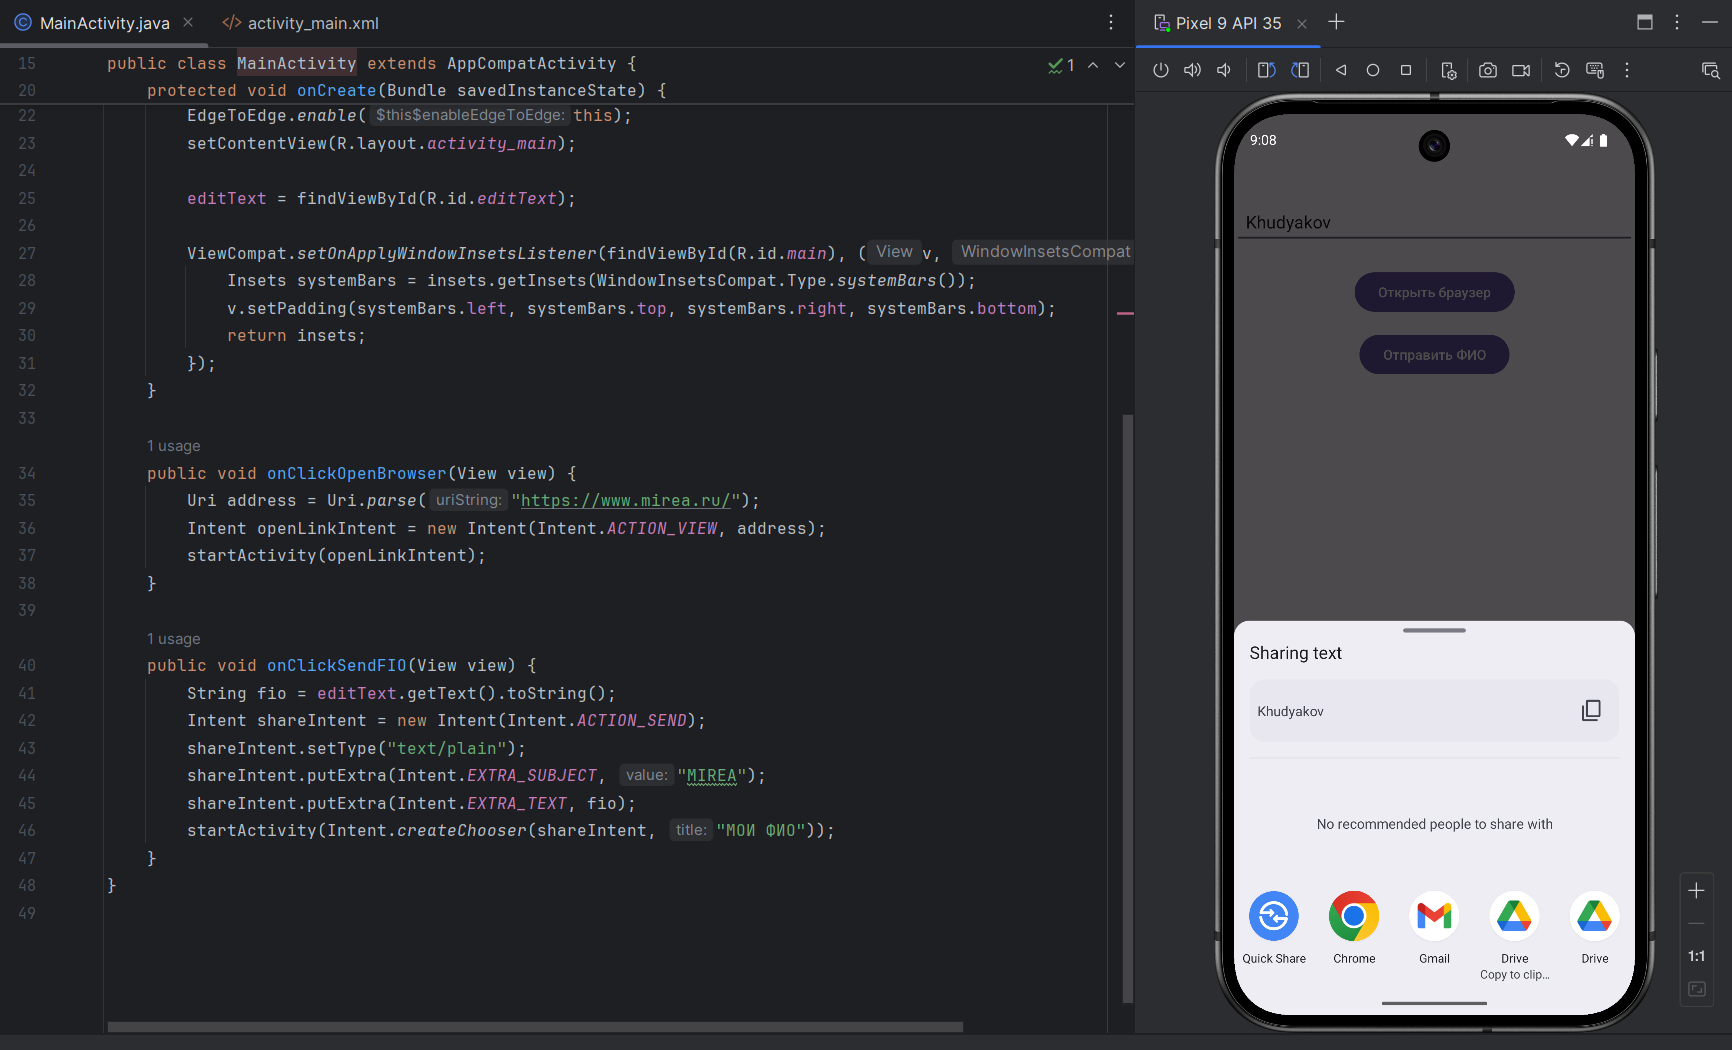 MainActivity.java
activity_main.xml
15 public class MainActivity extends AppCompatActivity {
1
20 protected void onCreate(Bundle savedInstanceState) {
22 EdgeToEdge.enable( $this$enableEdgeToEdge: this);
23 setContentView(R.layout.activity_main);
24
25 editText = findViewById(R.id.editText);
26
27 ViewCompat.setOnApplyWindowInsetsListener(findViewById(R.id.main), ( View v, WindowInsetsCompat
28 Insets systemBars = insets.getInsets(WindowInsetsCompat.Type.systemBars());
29 v.setPadding(systemBars.left, systemBars.top, systemBars.right, systemBars.bottom);
30 return insets;
31 });
32 }
33
1 usage
34 public void onClickOpenBrowser(View view) {
35 Uri address = Uri.parse( uriString: "https://www.mirea.ru/");
36 Intent openLinkIntent = new Intent(Intent.ACTION_VIEW, address);
37 startActivity(openLinkIntent);
38 }
39
1 usage
40 public void onClickSendFIO(View view) {
41 String fio = editText.getText().toString();
42 Intent shareIntent = new Intent(Intent.ACTION_SEND);
43 shareIntent.setType("text/plain");
44 shareIntent.putExtra(Intent.EXTRA_SUBJECT, value: "MIREA");
45 shareIntent.putExtra(Intent.EXTRA_TEXT, fio);
46 startActivity(Intent.createChooser(shareIntent, title: "МОИ ФИО"));
47 }
48 }
49
Pixel 9 API 35
9:08
Khudyakov
Открыть браузер
Отправить ФИО
Sharing text
Khudyakov
No recommended people to share with
Quick Share
Chrome
Gmail
Drive
Copy to clip...
Drive
1:1